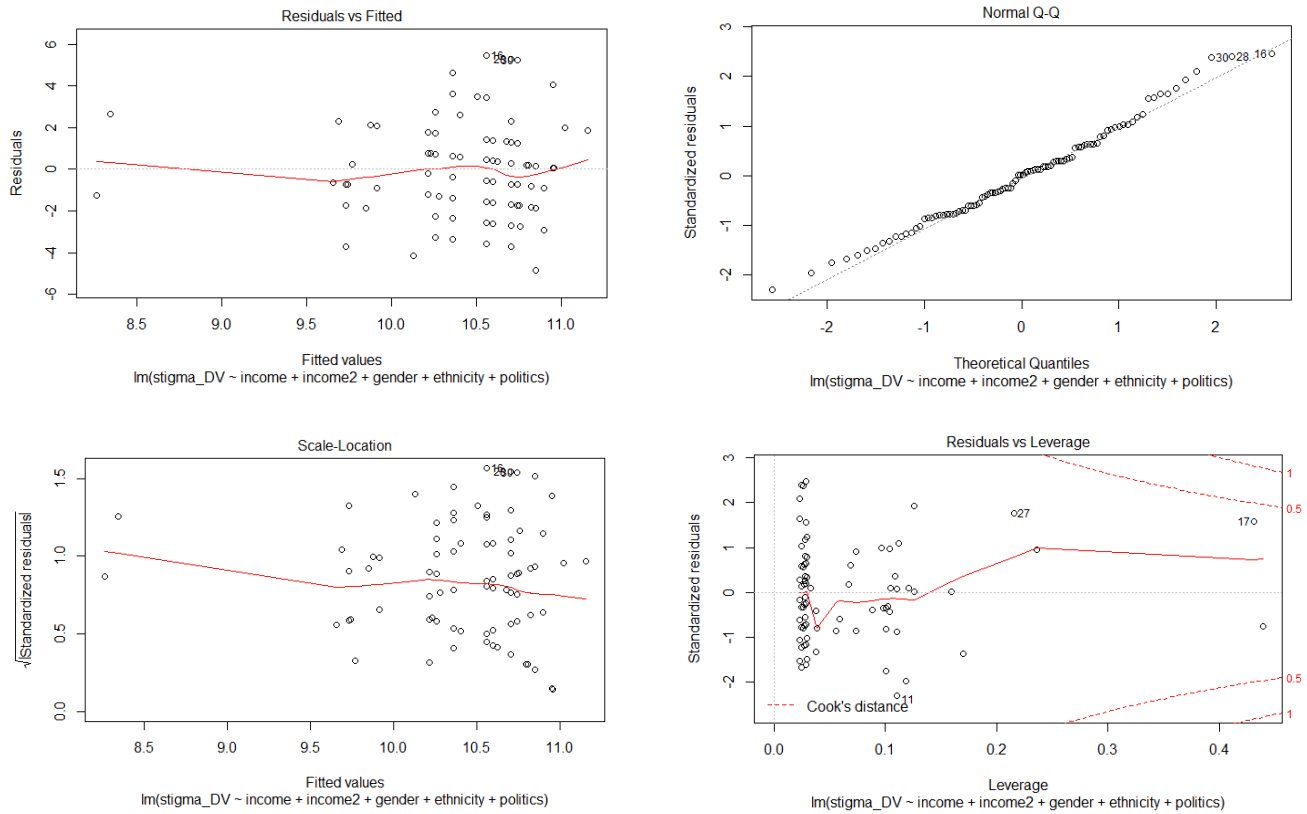 Residuals vs Fitted
Residuals
6
4
2
0
-2
-4
-6
16
30
8.5 9.0 9.5 10.0 10.5 11.0
Fitted values
lm(stigma_DV ~ income + income2 + gender + ethnicity + politics)
Normal Q-Q
Standardized residuals
3
2
1
0
-1
-2
30 28 16
-2 -1 0 1 2
Theoretical Quantiles
lm(stigma_DV ~ income + income2 + gender + ethnicity + politics)
Scale-Location
√|Standardized residuals|
1.5
1.0
0.5
0.0
16
30
8.5 9.0 9.5 10.0 10.5 11.0
Fitted values
lm(stigma_DV ~ income + income2 + gender + ethnicity + politics)
Residuals vs Leverage
Standardized residuals
3
2
1
0
-1
-2
27
17
11
1
0.5
0.5
1
Cook's distance
0.0 0.1 0.2 0.3 0.4
Leverage
lm(stigma_DV ~ income + income2 + gender + ethnicity + politics)